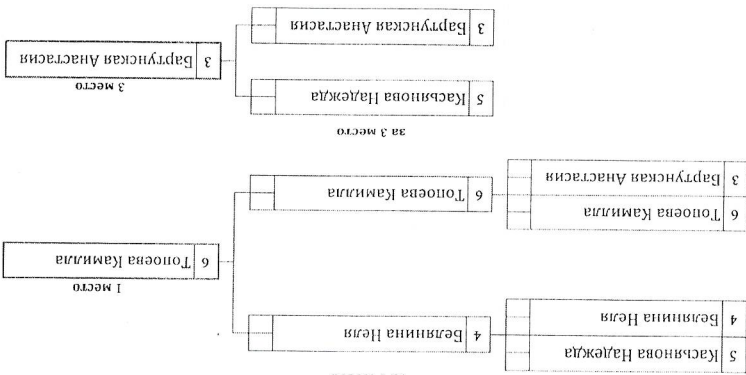 5 Касьянова Надежда
4 Белянина Неля
4 Белянина Неля
1 место
6 Топоева Камилла
6 Топоева Камилла
3 Бартунская Анастасия
6 Топоева Камилла
за 3 место
5 Касьянова Надежда
3 Бартунская Анастасия
3 место
3 Бартунская Анастасия